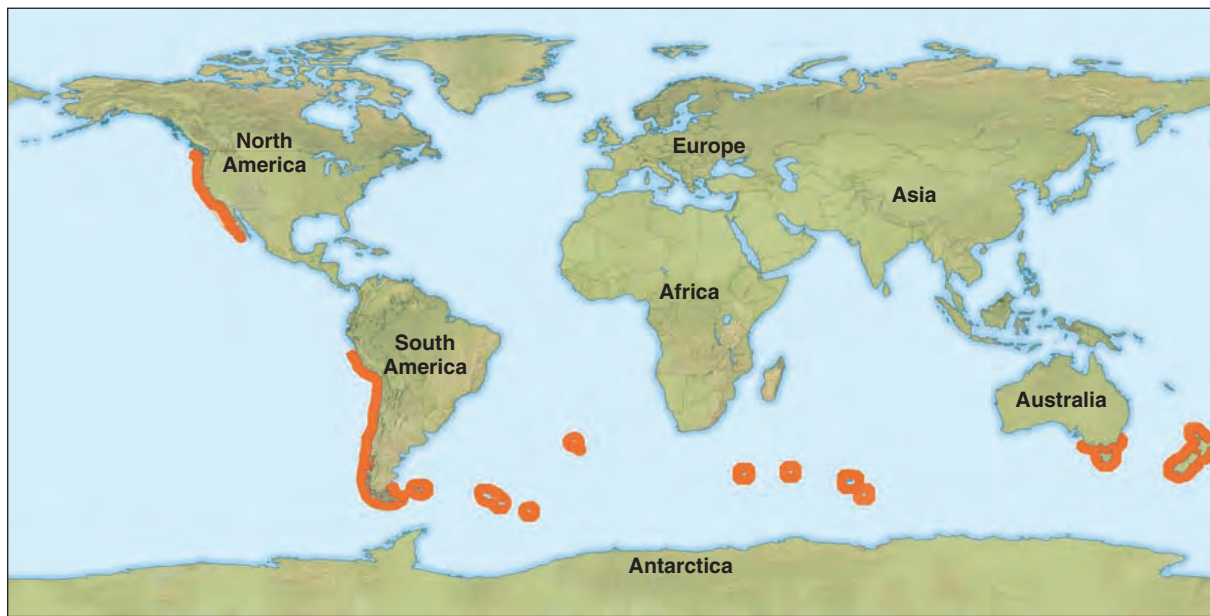 North
America
Europe
Asia
Africa
South
America
Australia
Antarctica